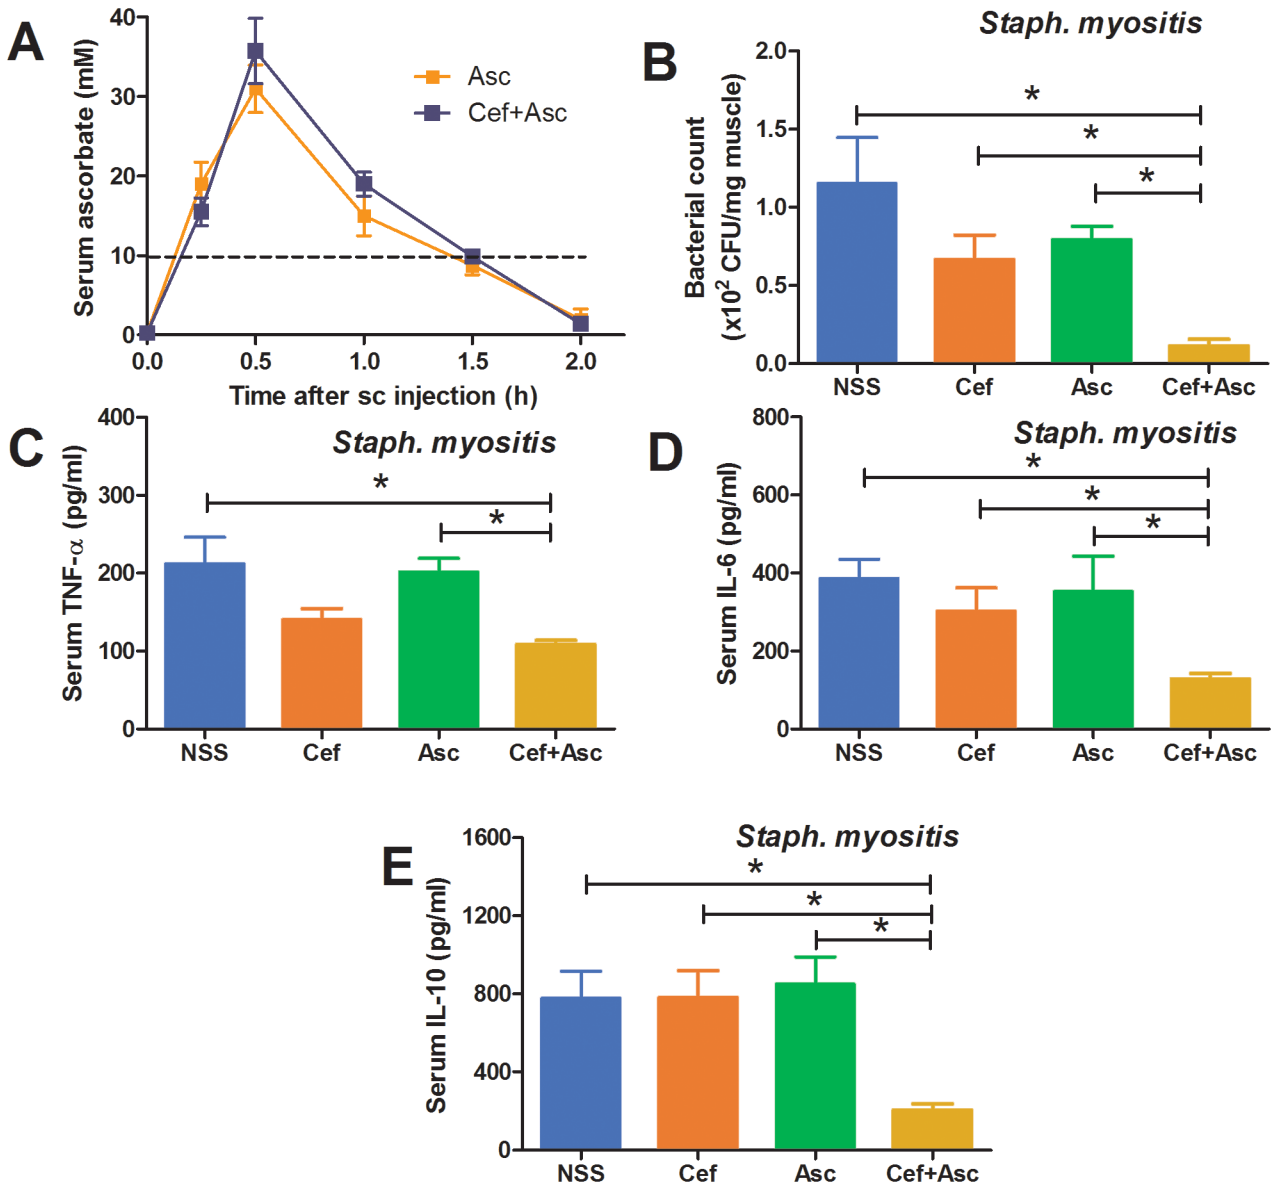 A
Serum ascorbate (mM)
40
30
20
10
0
0.0 0.5 1.0 1.5 2.0
Time after sc injection (h)
Asc
Cef+Asc
B
Staph. myositis
Bacterial count
(x10² CFU/mg muscle)
2.0
1.5
1.0
0.5
0.0
*
*
*
NSS Cef Asc Cef+Asc
C
Staph. myositis
Serum TNF-α (pg/ml)
400
300
200
100
0
*
*
NSS Cef Asc Cef+Asc
D
Staph. myositis
Serum IL-6 (pg/ml)
800
600
400
200
0
*
*
*
NSS Cef Asc Cef+Asc
E
Staph. myositis
Serum IL-10 (pg/ml)
1600
1200
800
400
0
*
*
*
NSS Cef Asc Cef+Asc